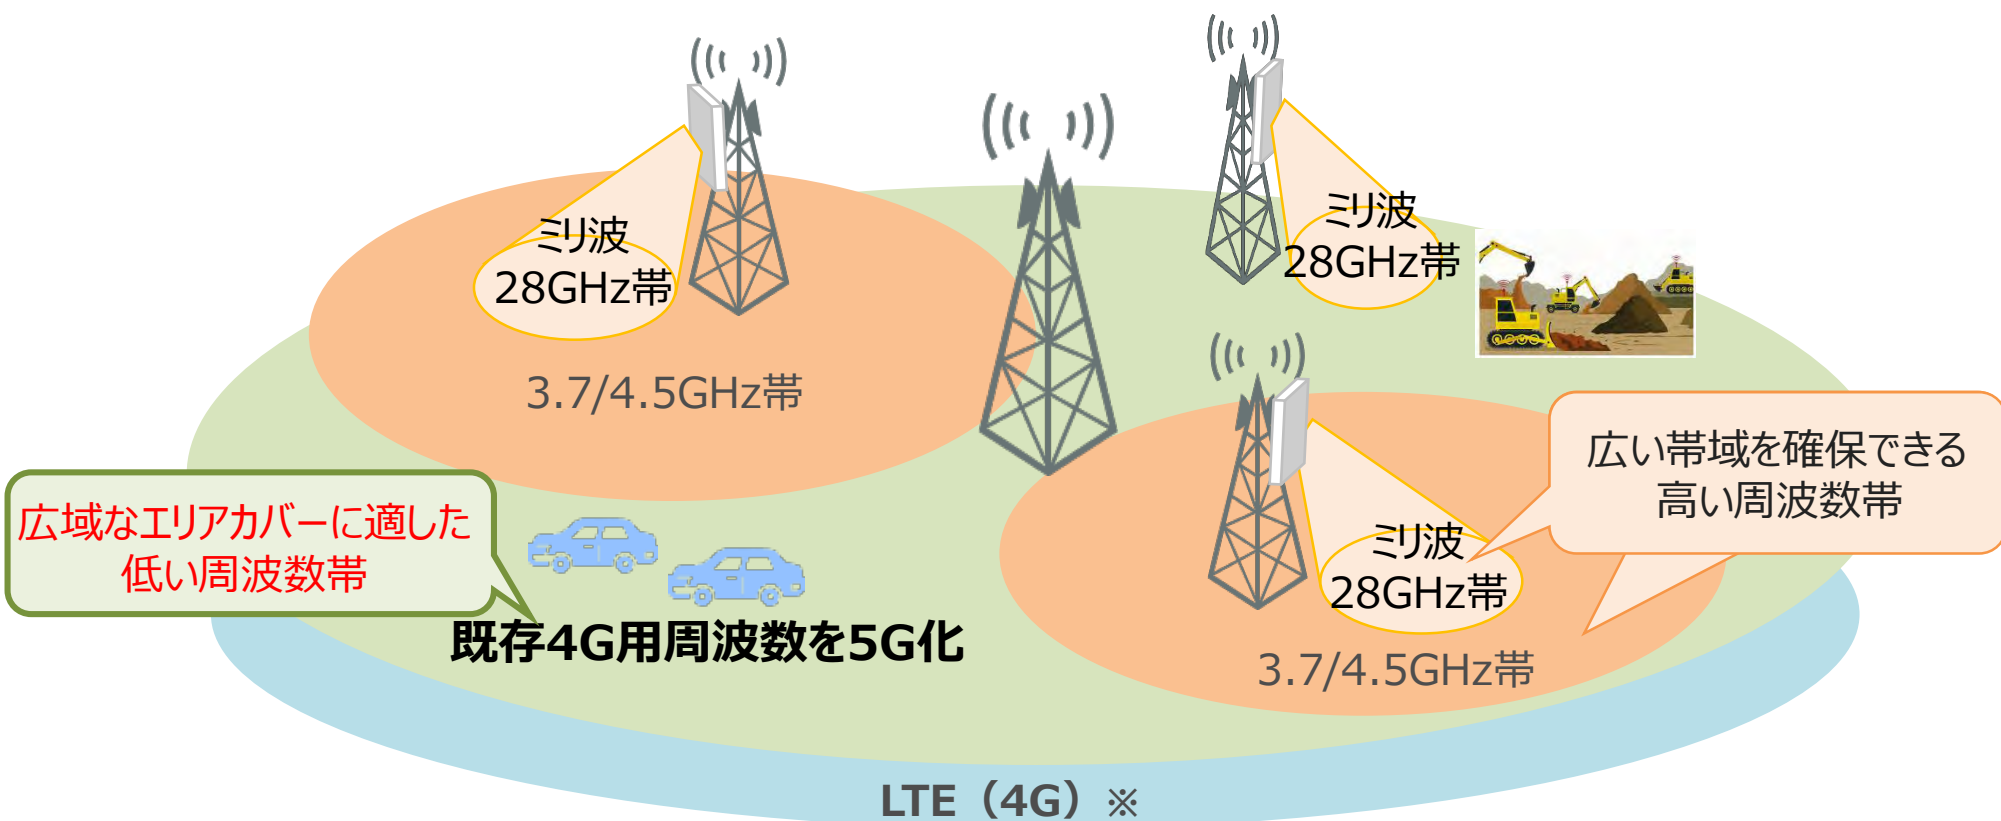 ミリ波
28GHz帯
ミリ波
28GHz帯
3.7/4.5GHz帯
広い帯域を確保できる
高い周波数帯
広域なエリアカバーに適した
低い周波数帯
ミリ波
28GHz帯
既存4G用周波数を5G化
3.7/4.5GHz帯
LTE（4G）※